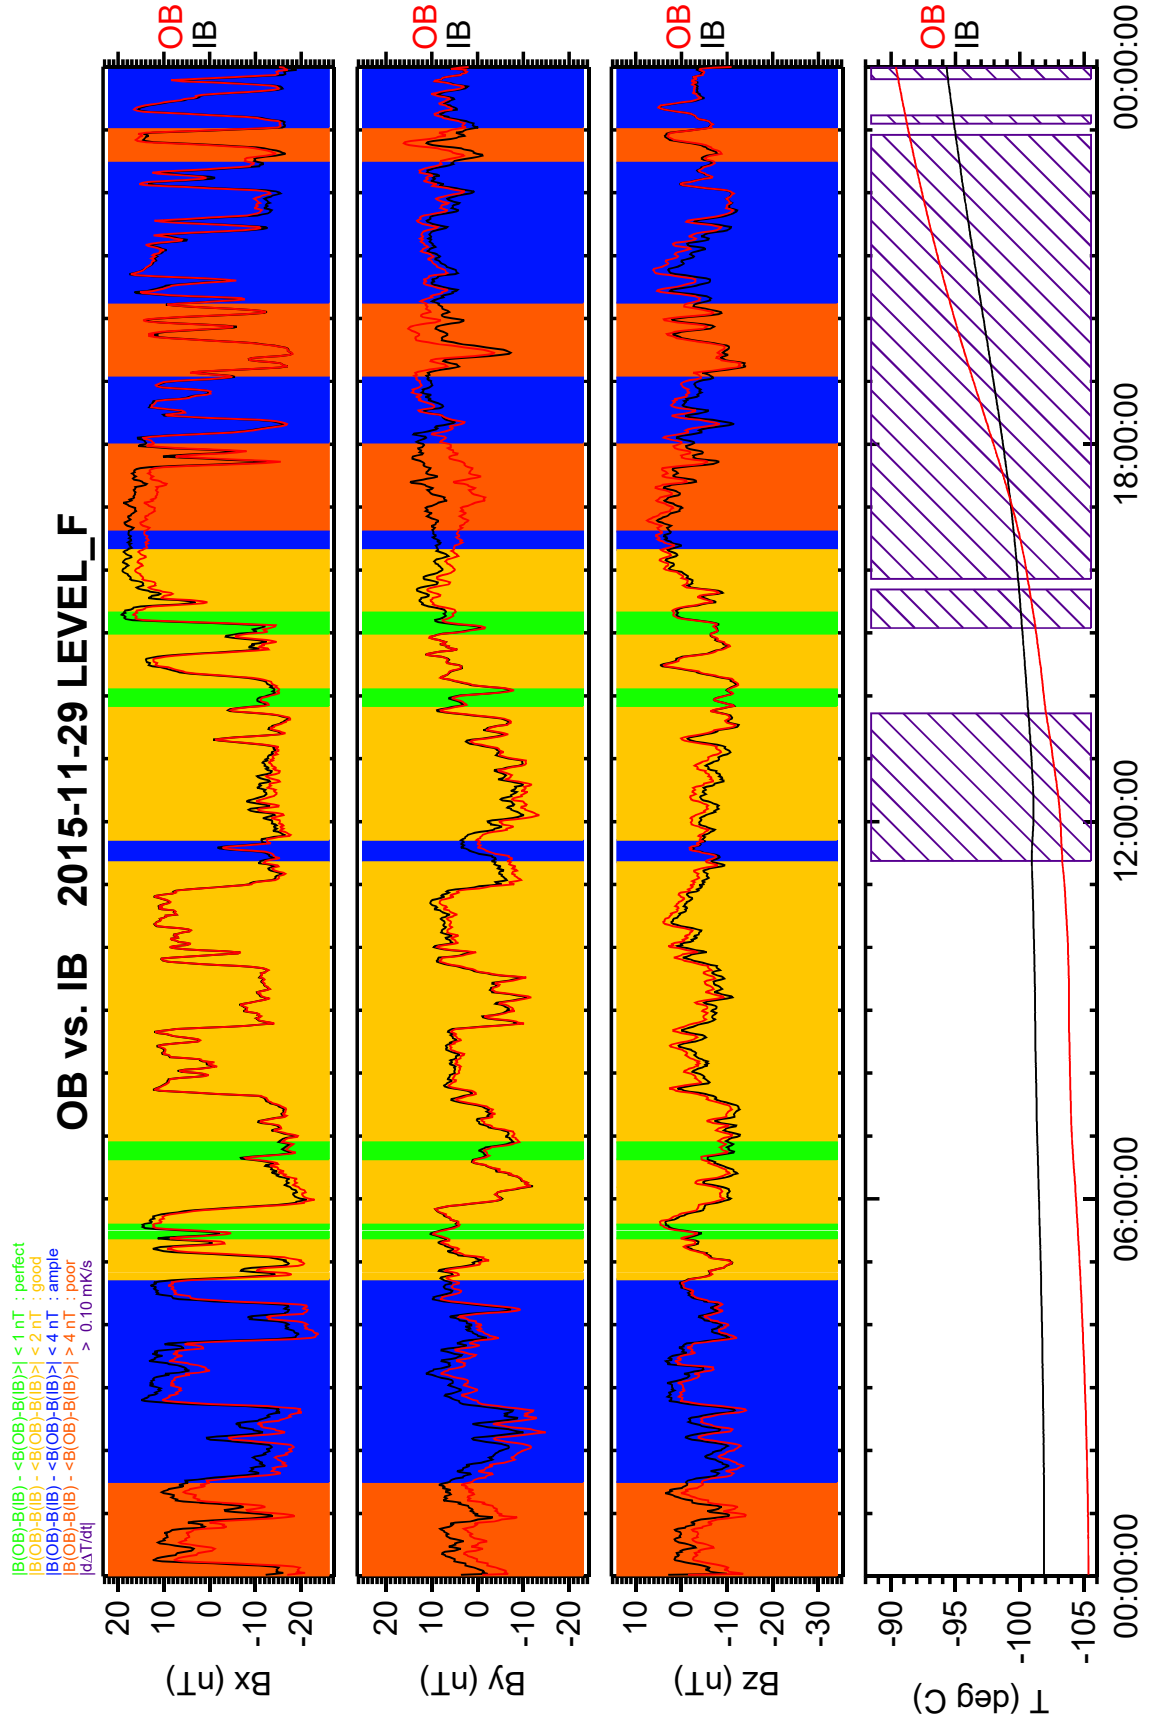 |B(OB)-B(IB) - <B(OB)-B(IB)>| < 1 nT : perfect
|B(OB)-B(IB) - <B(OB)-B(IB)>| < 2 nT : good
|B(OB)-B(IB) - <B(OB)-B(IB)>| < 4 nT : ample
|B(OB)-B(IB) - <B(OB)-B(IB)>| > 4 nT : poor
|dΔT/dt| > 0.10 mK/s
OB vs. IB 2015-11-29 LEVEL_F
Bx (nT)
20
10
0
-10
OB
IB
By (nT)
20
10
0
-10
-20
OB
IB
Bz (nT)
10
0
-10
-20
-30
OB
IB
T (deg C)
-90
-95
-100
-105
OB
IB
00:00:00
06:00:00
12:00:00
18:00:00
00:00:00